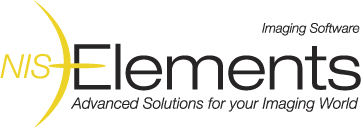 Imaging Software
NIS-Elements
Advanced Solutions for your Imaging World